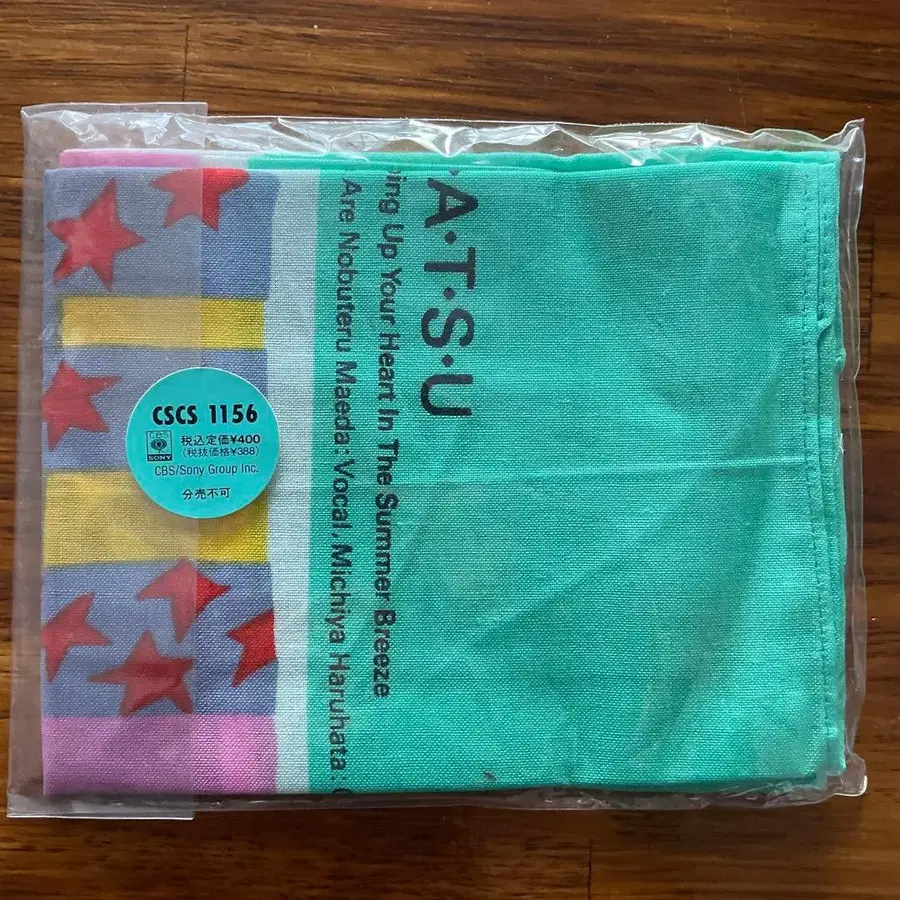 A·T·S·U
ing Up Your Heart In The Summer Breeze
Are Nobuteru Maeda: Vocal, Michiya Haruhata:
CSCS 1156
CBS
SONY
税込定価¥400
(税抜価格¥388)
CBS/Sony Group Inc.
分売不可